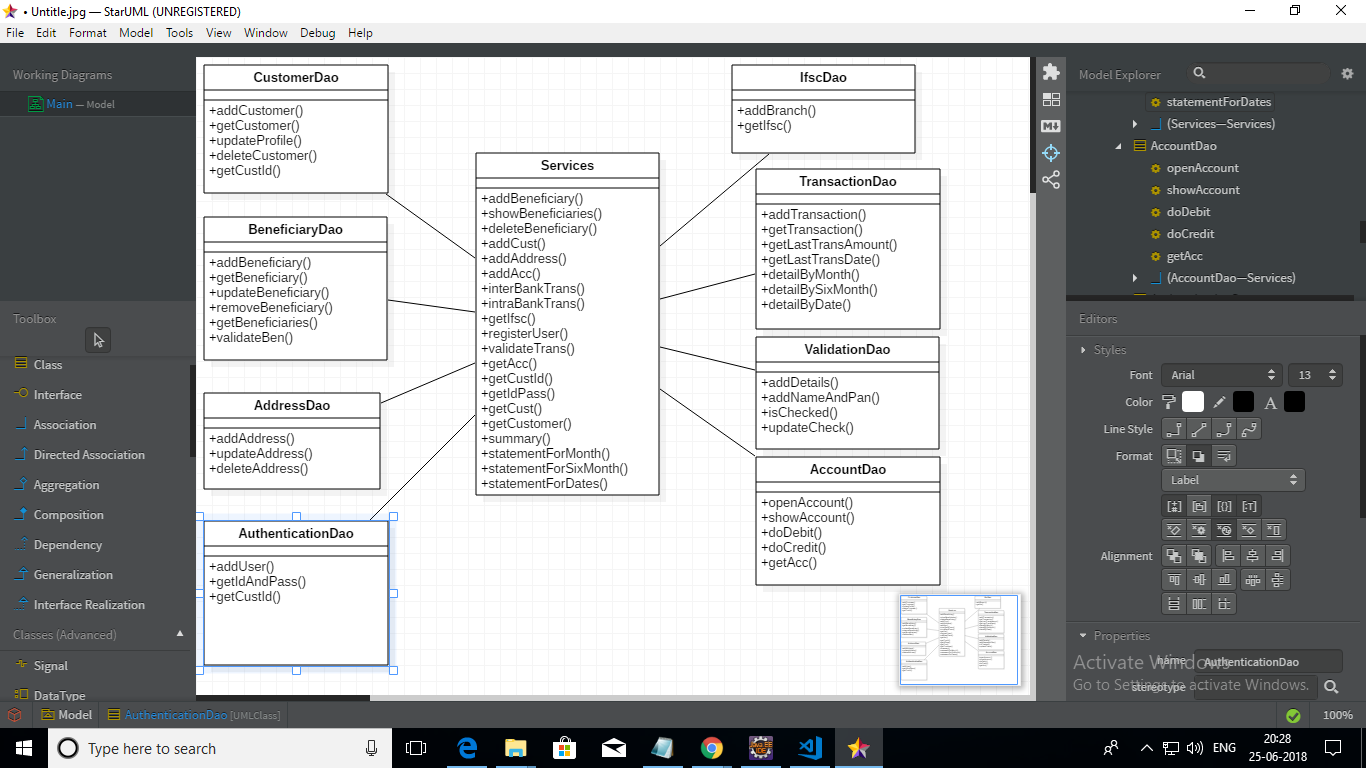 • Untitle.jpg — StarUML (UNREGISTERED)
File Edit Format Model Tools View Window Debug Help
Working Diagrams
Main — Model
Toolbox
Class
Interface
Association
Directed Association
Aggregation
Composition
Dependency
Generalization
Interface Realization
Classes (Advanced)
Signal
DataType
CustomerDao
+addCustomer()
+getCustomer()
+updateProfile()
+deleteCustomer()
+getCustId()
BeneficiaryDao
+addBeneficiary()
+getBeneficiary()
+updateBeneficiary()
+removeBeneficiary()
+getBeneficiaries()
+validateBen()
AddressDao
+addAddress()
+updateAddress()
+deleteAddress()
AuthenticationDao
+addUser()
+getIdAndPass()
+getCustId()
Services
+addBeneficiary()
+showBeneficiaries()
+deleteBeneficiary()
+addCust()
+addAddress()
+addAcc()
+interBankTrans()
+intraBankTrans()
+getIfsc()
+registerUser()
+validateTrans()
+getAcc()
+getCustId()
+getIdPass()
+getCust()
+getCustomer()
+summary()
+statementForMonth()
+statementForSixMonth()
+statementForDates()
IfscDao
+addBranch()
+getIfsc()
TransactionDao
+addTransaction()
+getTransaction()
+getLastTransAmount()
+getLastTransDate()
+detailByMonth()
+detailBySixMonth()
+detailByDate()
ValidationDao
+addDetails()
+addNameAndPan()
+isChecked()
+updateCheck()
AccountDao
+openAccount()
+showAccount()
+doDebit()
+doCredit()
+getAcc()
Model Explorer
statementForDates
(Services—Services)
AccountDao
openAccount
showAccount
doDebit
doCredit
getAcc
(AccountDao—Services)
Editors
Styles
Font Arial 13
Color A
Line Style
Format
Label
Alignment
Properties
name AuthenticationDao
stereotype
Activate Windows
Go to Settings to activate Windows.
Model AuthenticationDao [UMLClass] 100%
Type here to search
ENG
20:28
25-06-2018